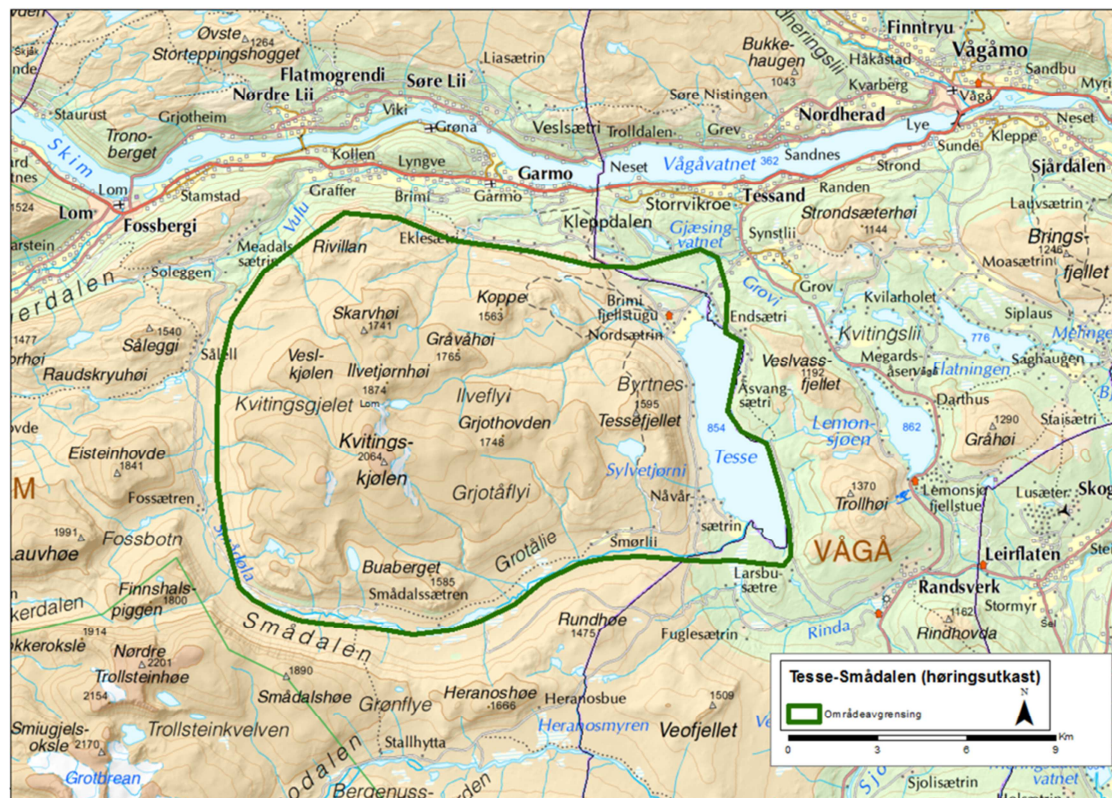 Øvste
Storteppingshogget
1264
Liasætrin
Flatmogrendi
Søre Lii
Nørdre Lii
Viki
Grjotheim
Staurust
Trono-
berget
Skim
Grøna
Veslsætri
Trolldalen
Grev
Søre Nistingen
Bukke-
haugen
1043
Finntryu
Vågåmo
Håkåstad
Kvarberg
Sandbu
Vågå
Nordherad
Lye
Sunde
Kleppe
Neset
Sjårdalen
Kollen
Lyngve
Garmo
Neset
Vågåvatnet 362
Sandnes
Strond
Lom
Lom
Fossbergi
Stamstad
Graffer
Brimi
Gårmo
Storrvikroe
Tessand
Randen
1524
Vulu
Kleppdalen
Gjæsing
vatnet
Synstlii
Strondsæterhøi
1144
Lauvsætrin
Brings-
fjellet
1246
Moasætrin
Meadals
sætrin
Rivillan
Soleggen
Grovi
Grov
Kvilarholet
Siplaus
Skarvhøi
1741
Koppe
1563
Brimi
fjellstugu
Nordsætrin
Endsætri
Kvitingslii
776
Saghaugen
Flatningen
1540
Såleggi
1477
Raudskryuhøi
Sålell
Gråvåhøi
1765
Vesl-
kjølen
Ilvetjørnhøi
1874
Lom
Veslvass-
1192
fjellet
Megards-
åsen
Darthus
Åsvang-
sætri
Byrtnes-
1595
Tessefjellet
Kvitingsgjelet
Ilveflyi
Grjothovden
1748
Kvitings-
2064
kjølen
854
Tesse
Lemon-
sjøen
862
1290
Gråhøi
Staisætri
Eisteinhovde
1841
Sylvetjørni
Grjotåflyi
Nåvår-
sætrin
1370
Trollhøi
Lemonsjø
fjellstue
Lusæter
Skog
Fossætren
1991
Lauvhøe
Fossbotn
Smørlii
Grotålie
VÅGÅ
Leirflaten
Buaberget
1585
Smådalssætren
Larsbu-
sætre
Randsverk
Finnshals-
piggen
1800
Smådalen
Rundhøe
1475
Fuglesætrin
Rinda
1162
Rindhovda
Stormyr
Sel
1914
Nørdre
2201
Trollsteinhøe
2154
1890
Smådalshøe
Heranoshøe
1666
Heranosbue
1509
Veofjellet
Grønflye
Trollsteinkvelven
Heranosmyren
Smiugjels-
oksle
2170
Stallhytta
Grotbrean
Sjolisætrin
Tesse-Smådalen (høringsutkast)
N
Områdeavgrensing
Km
0 3 6 9